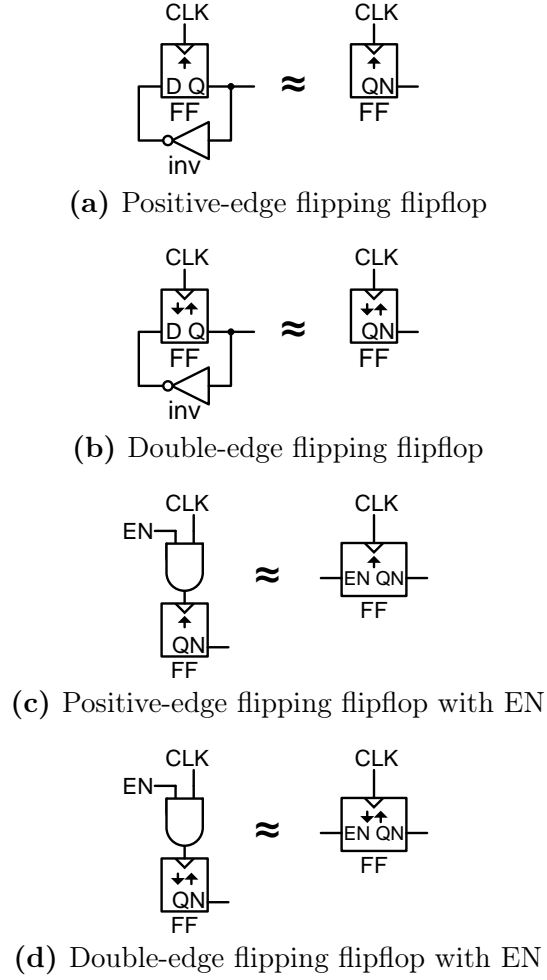 CLK CLK
D Q QN
FF FF
inv
(a) Positive-edge flipping flipflop
CLK CLK
D Q QN
FF FF
inv
(b) Double-edge flipping flipflop
CLK CLK
EN
EN QN
FF
QN
FF
(c) Positive-edge flipping flipflop with EN
CLK CLK
EN
EN QN
FF
QN
FF
(d) Double-edge flipping flipflop with EN